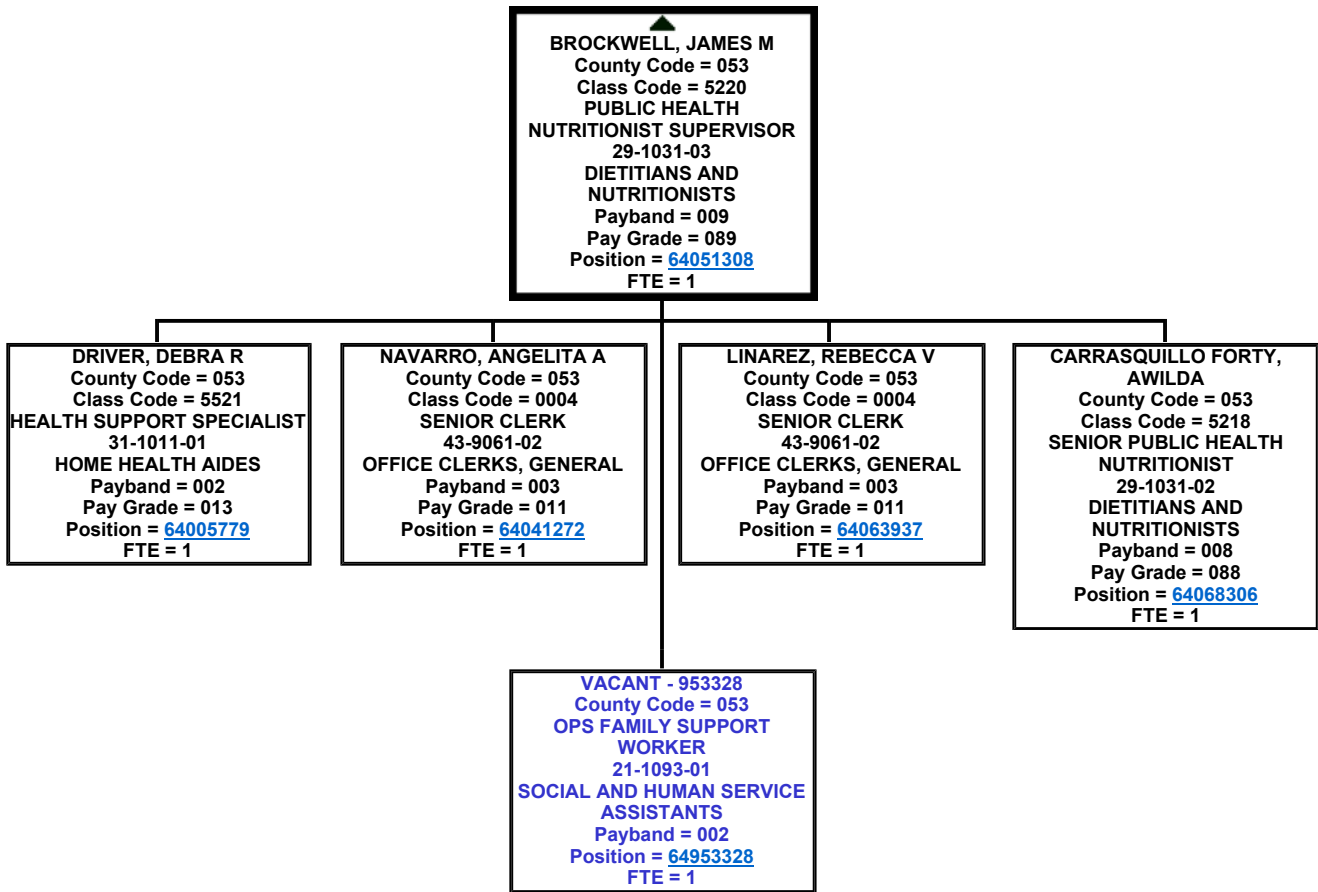 BROCKWELL, JAMES M
County Code = 053
Class Code = 5220
PUBLIC HEALTH
NUTRITIONIST SUPERVISOR
29-1031-03
DIETITIANS AND
NUTRITIONISTS
Payband = 009
Pay Grade = 089
Position = 64051308
FTE = 1
DRIVER, DEBRA R
County Code = 053
Class Code = 5521
HEALTH SUPPORT SPECIALIST
31-1011-01
HOME HEALTH AIDES
Payband = 002
Pay Grade = 013
Position = 64005779
FTE = 1
NAVARRO, ANGELITA A
County Code = 053
Class Code = 0004
SENIOR CLERK
43-9061-02
OFFICE CLERKS, GENERAL
Payband = 003
Pay Grade = 011
Position = 64041272
FTE = 1
LINAREZ, REBECCA V
County Code = 053
Class Code = 0004
SENIOR CLERK
43-9061-02
OFFICE CLERKS, GENERAL
Payband = 003
Pay Grade = 011
Position = 64063937
FTE = 1
CARRASQUILLO FORTY,
AWILDA
County Code = 053
Class Code = 5218
SENIOR PUBLIC HEALTH
NUTRITIONIST
29-1031-02
DIETITIANS AND
NUTRITIONISTS
Payband = 008
Pay Grade = 088
Position = 64068306
FTE = 1
VACANT - 953328
County Code = 053
OPS FAMILY SUPPORT
WORKER
21-1093-01
SOCIAL AND HUMAN SERVICE
ASSISTANTS
Payband = 002
Position = 64953328
FTE = 1